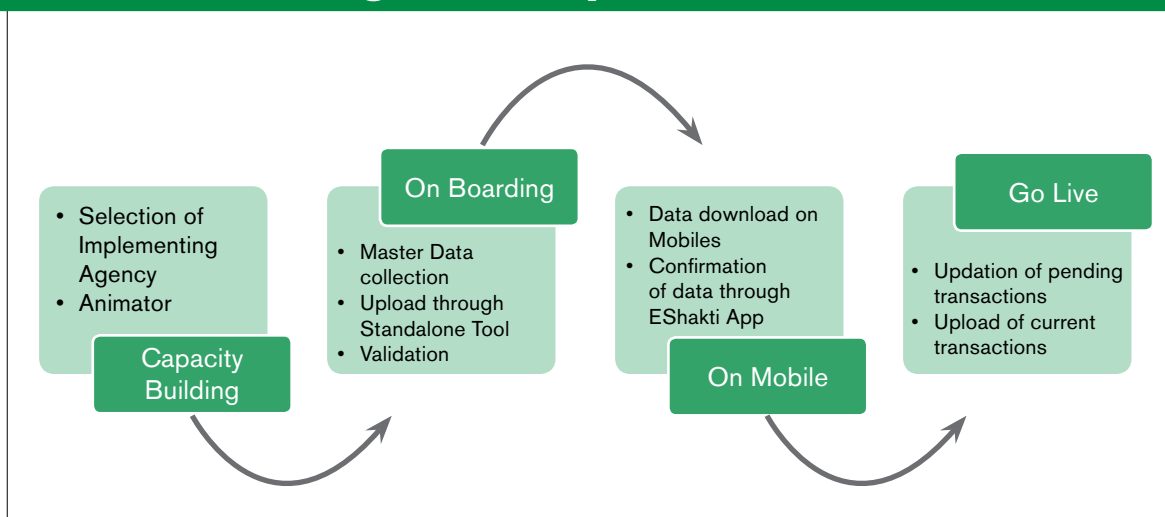 • Selection of
Implementing
Agency
• Animator
Capacity
Building
On Boarding
• Master Data
collection
• Upload through
Standalone Tool
• Validation
• Data download on
Mobiles
• Confirmation
of data through
EShakti App
On Mobile
Go Live
• Updation of pending
transactions
• Upload of current
transactions